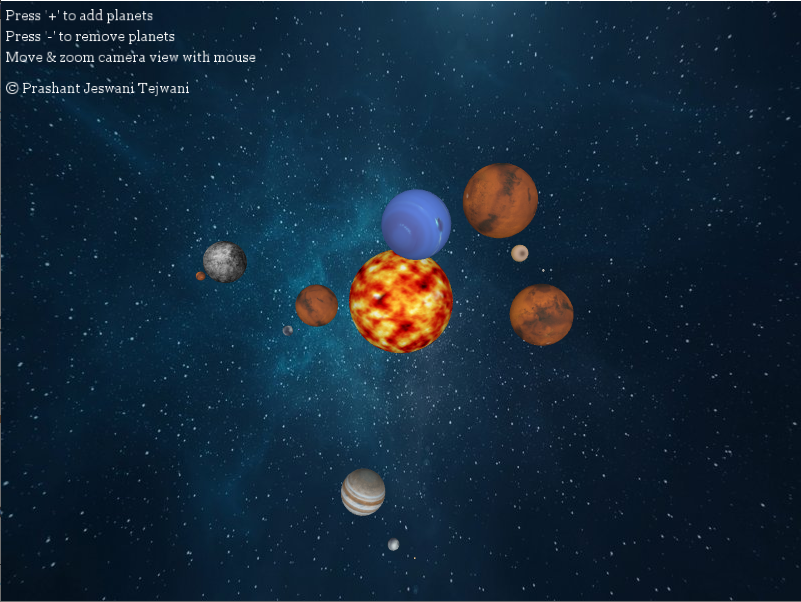 Press '+' to add planets
Press '-' to remove planets
Move & zoom camera view with mouse
© Prashant Jeswani Tejwani